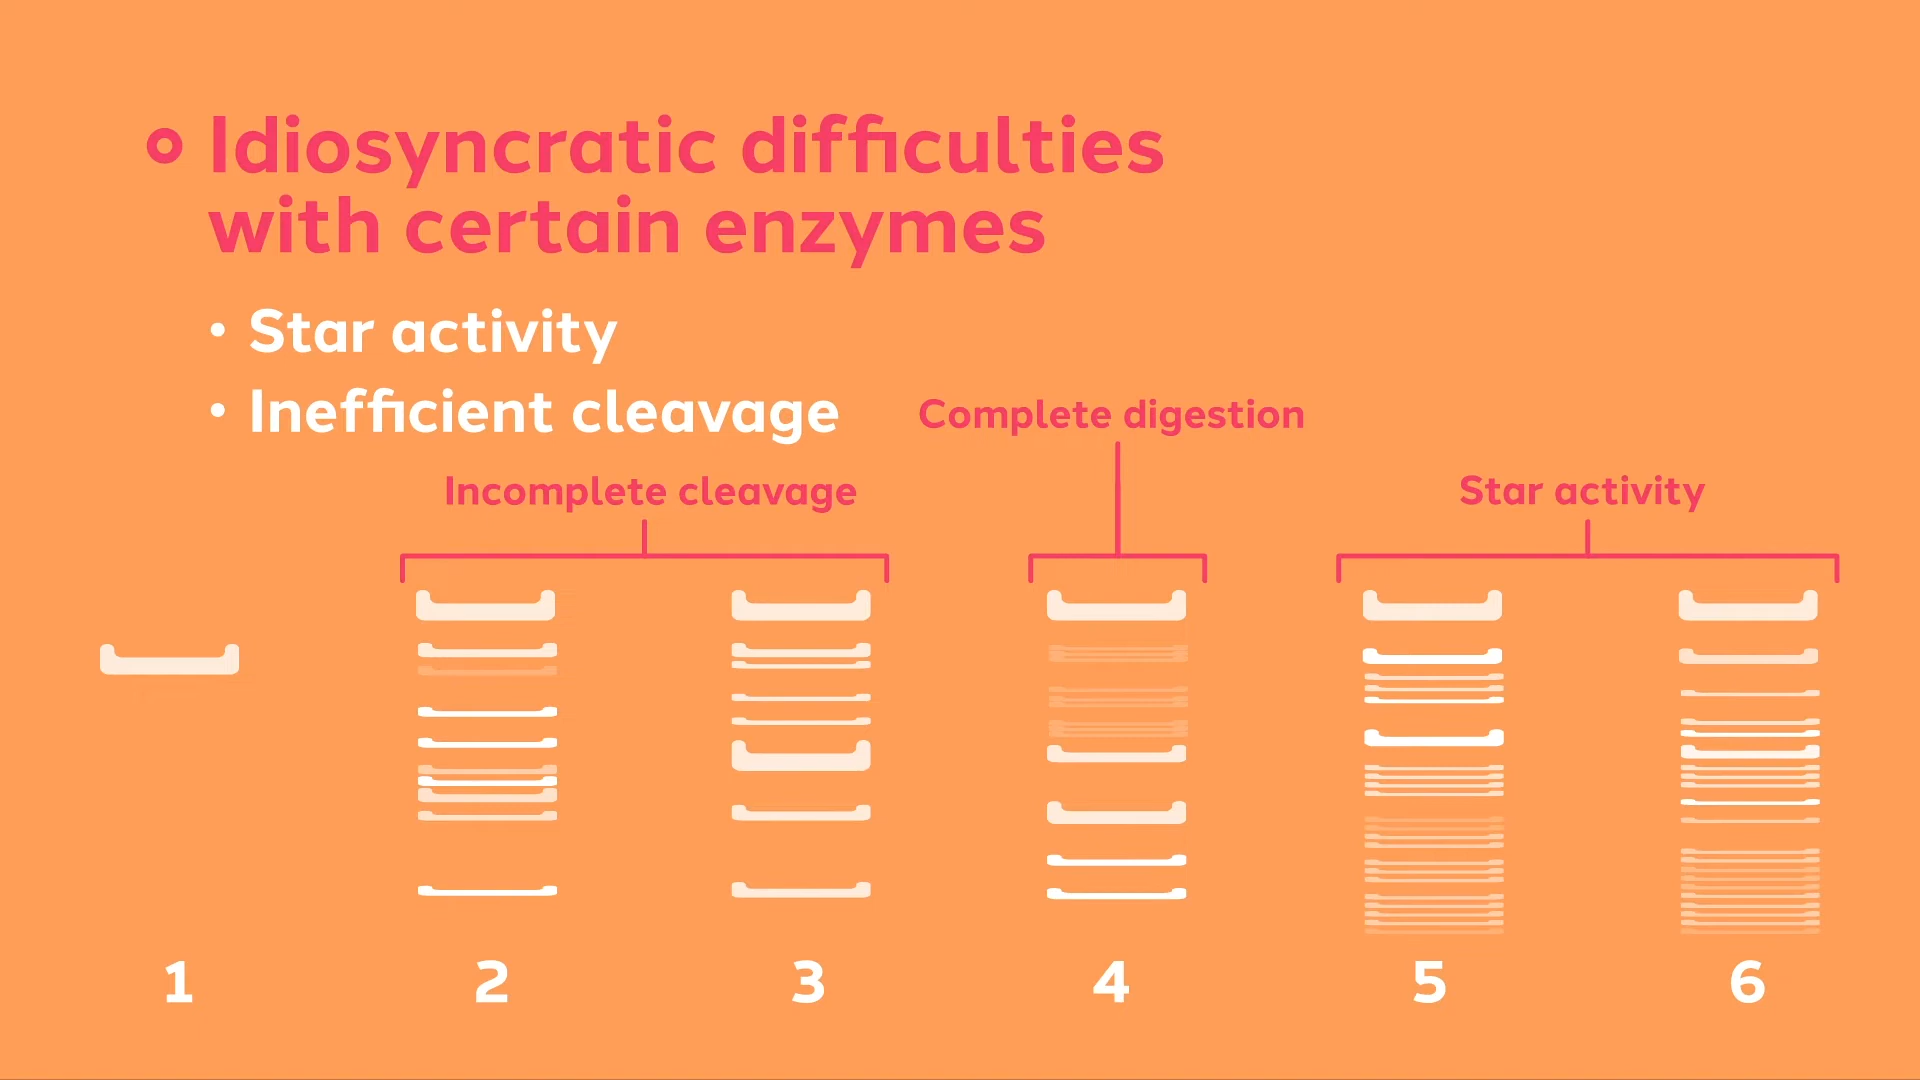 Idiosyncratic difficulties
with certain enzymes
• Star activity
• Inefficient cleavage
Complete digestion
Incomplete cleavage
Star activity
1 2 3 4 5 6